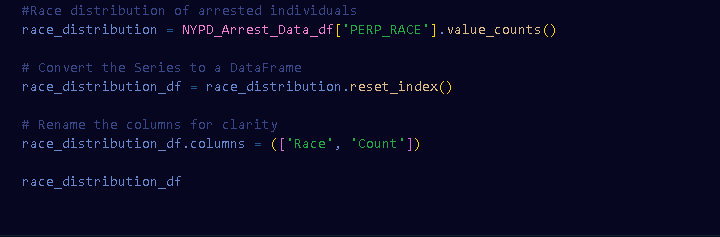 #Race distribution of arrested individuals
race_distribution = NYPD_Arrest_Data_df['PERP_RACE'].value_counts()
# Convert the Series to a DataFrame
race_distribution_df = race_distribution.reset_index()
# Rename the columns for clarity
race_distribution_df.columns = (['Race', 'Count'])
race_distribution_df